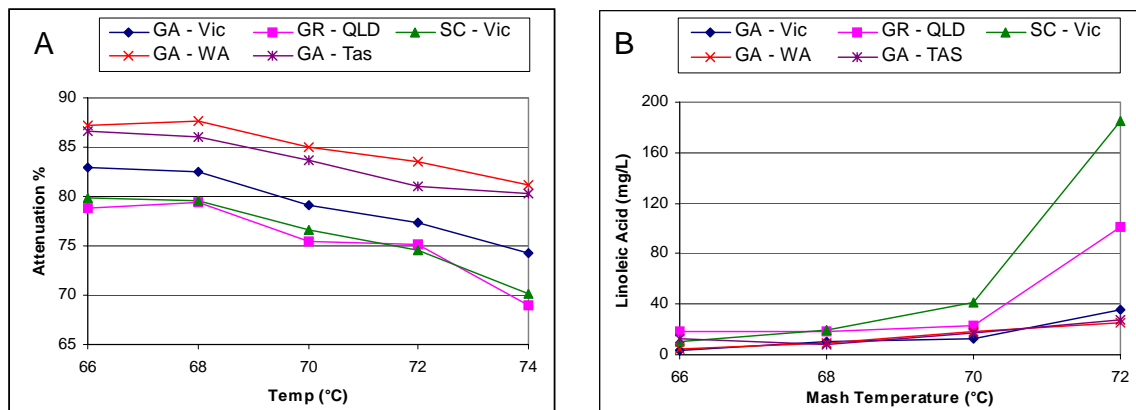 A
GA - Vic GR - QLD SC - Vic
GA - WA GA - Tas
90
85
80
75
70
65
Attenuation %
66 68 70 72 74
Temp (°C)
B
GA - Vic GR - QLD SC - Vic
GA - WA GA - TAS
200
160
120
80
40
0
Linoleic Acid (mg/L)
66 68 70 72
Mash Temperature (°C)